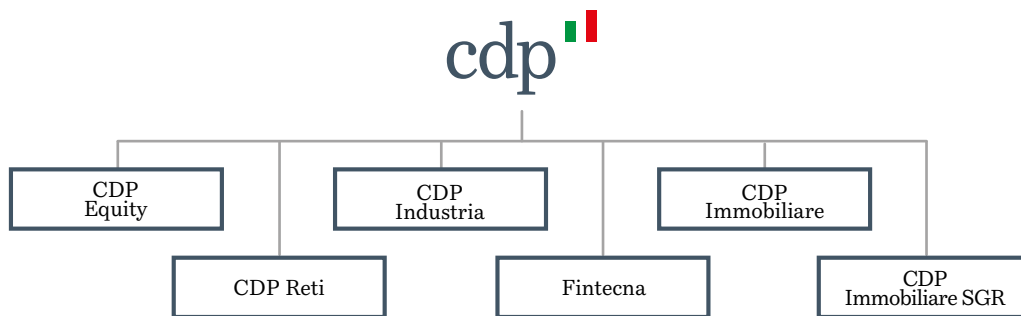 cdp
CDP
Equity
CDP
Industria
CDP
Immobiliare
CDP Reti
Fintecna
CDP
Immobiliare SGR